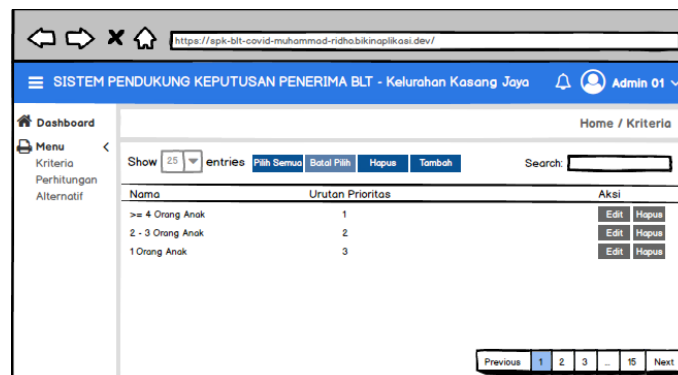 https://spk-blt-covid-muhammad-ridho.bikinaplikasi.dev/
SISTEM PENDUKUNG KEPUTUSAN PENERIMA BLT - Kelurahan Kasang Jaya Admin 01
Dashboard
Home / Kriteria
Menu
Kriteria
Perhitungan
Alternatif
Show 25 entries Pilih Semua Batal Pilih Hapus Tambah Search:
Nama Urutan Prioritas Aksi
>= 4 Orang Anak 1 Edit Hapus
2 - 3 Orang Anak 2 Edit Hapus
1 Orang Anak 3 Edit Hapus
Previous 1 2 3 ... 15 Next